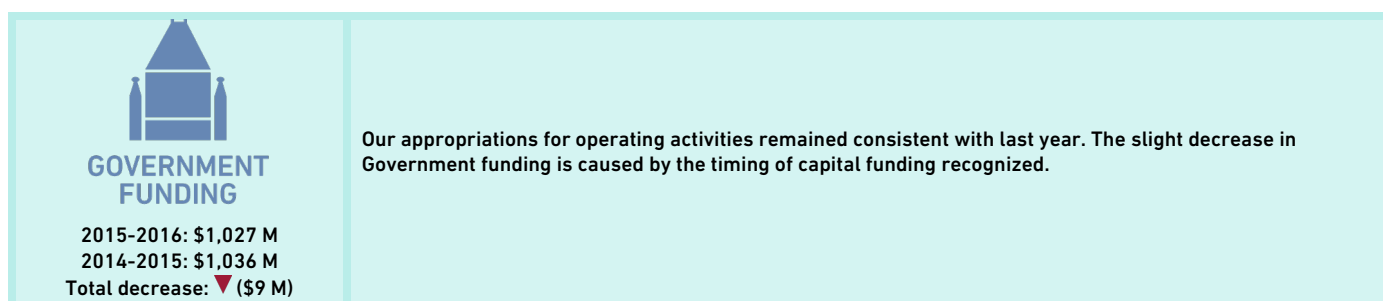 GOVERNMENT
FUNDING
2015-2016: $1,027 M
2014-2015: $1,036 M
Total decrease: ▼ ($9 M)
Our appropriations for operating activities remained consistent with last year. The slight decrease in
Government funding is caused by the timing of capital funding recognized.